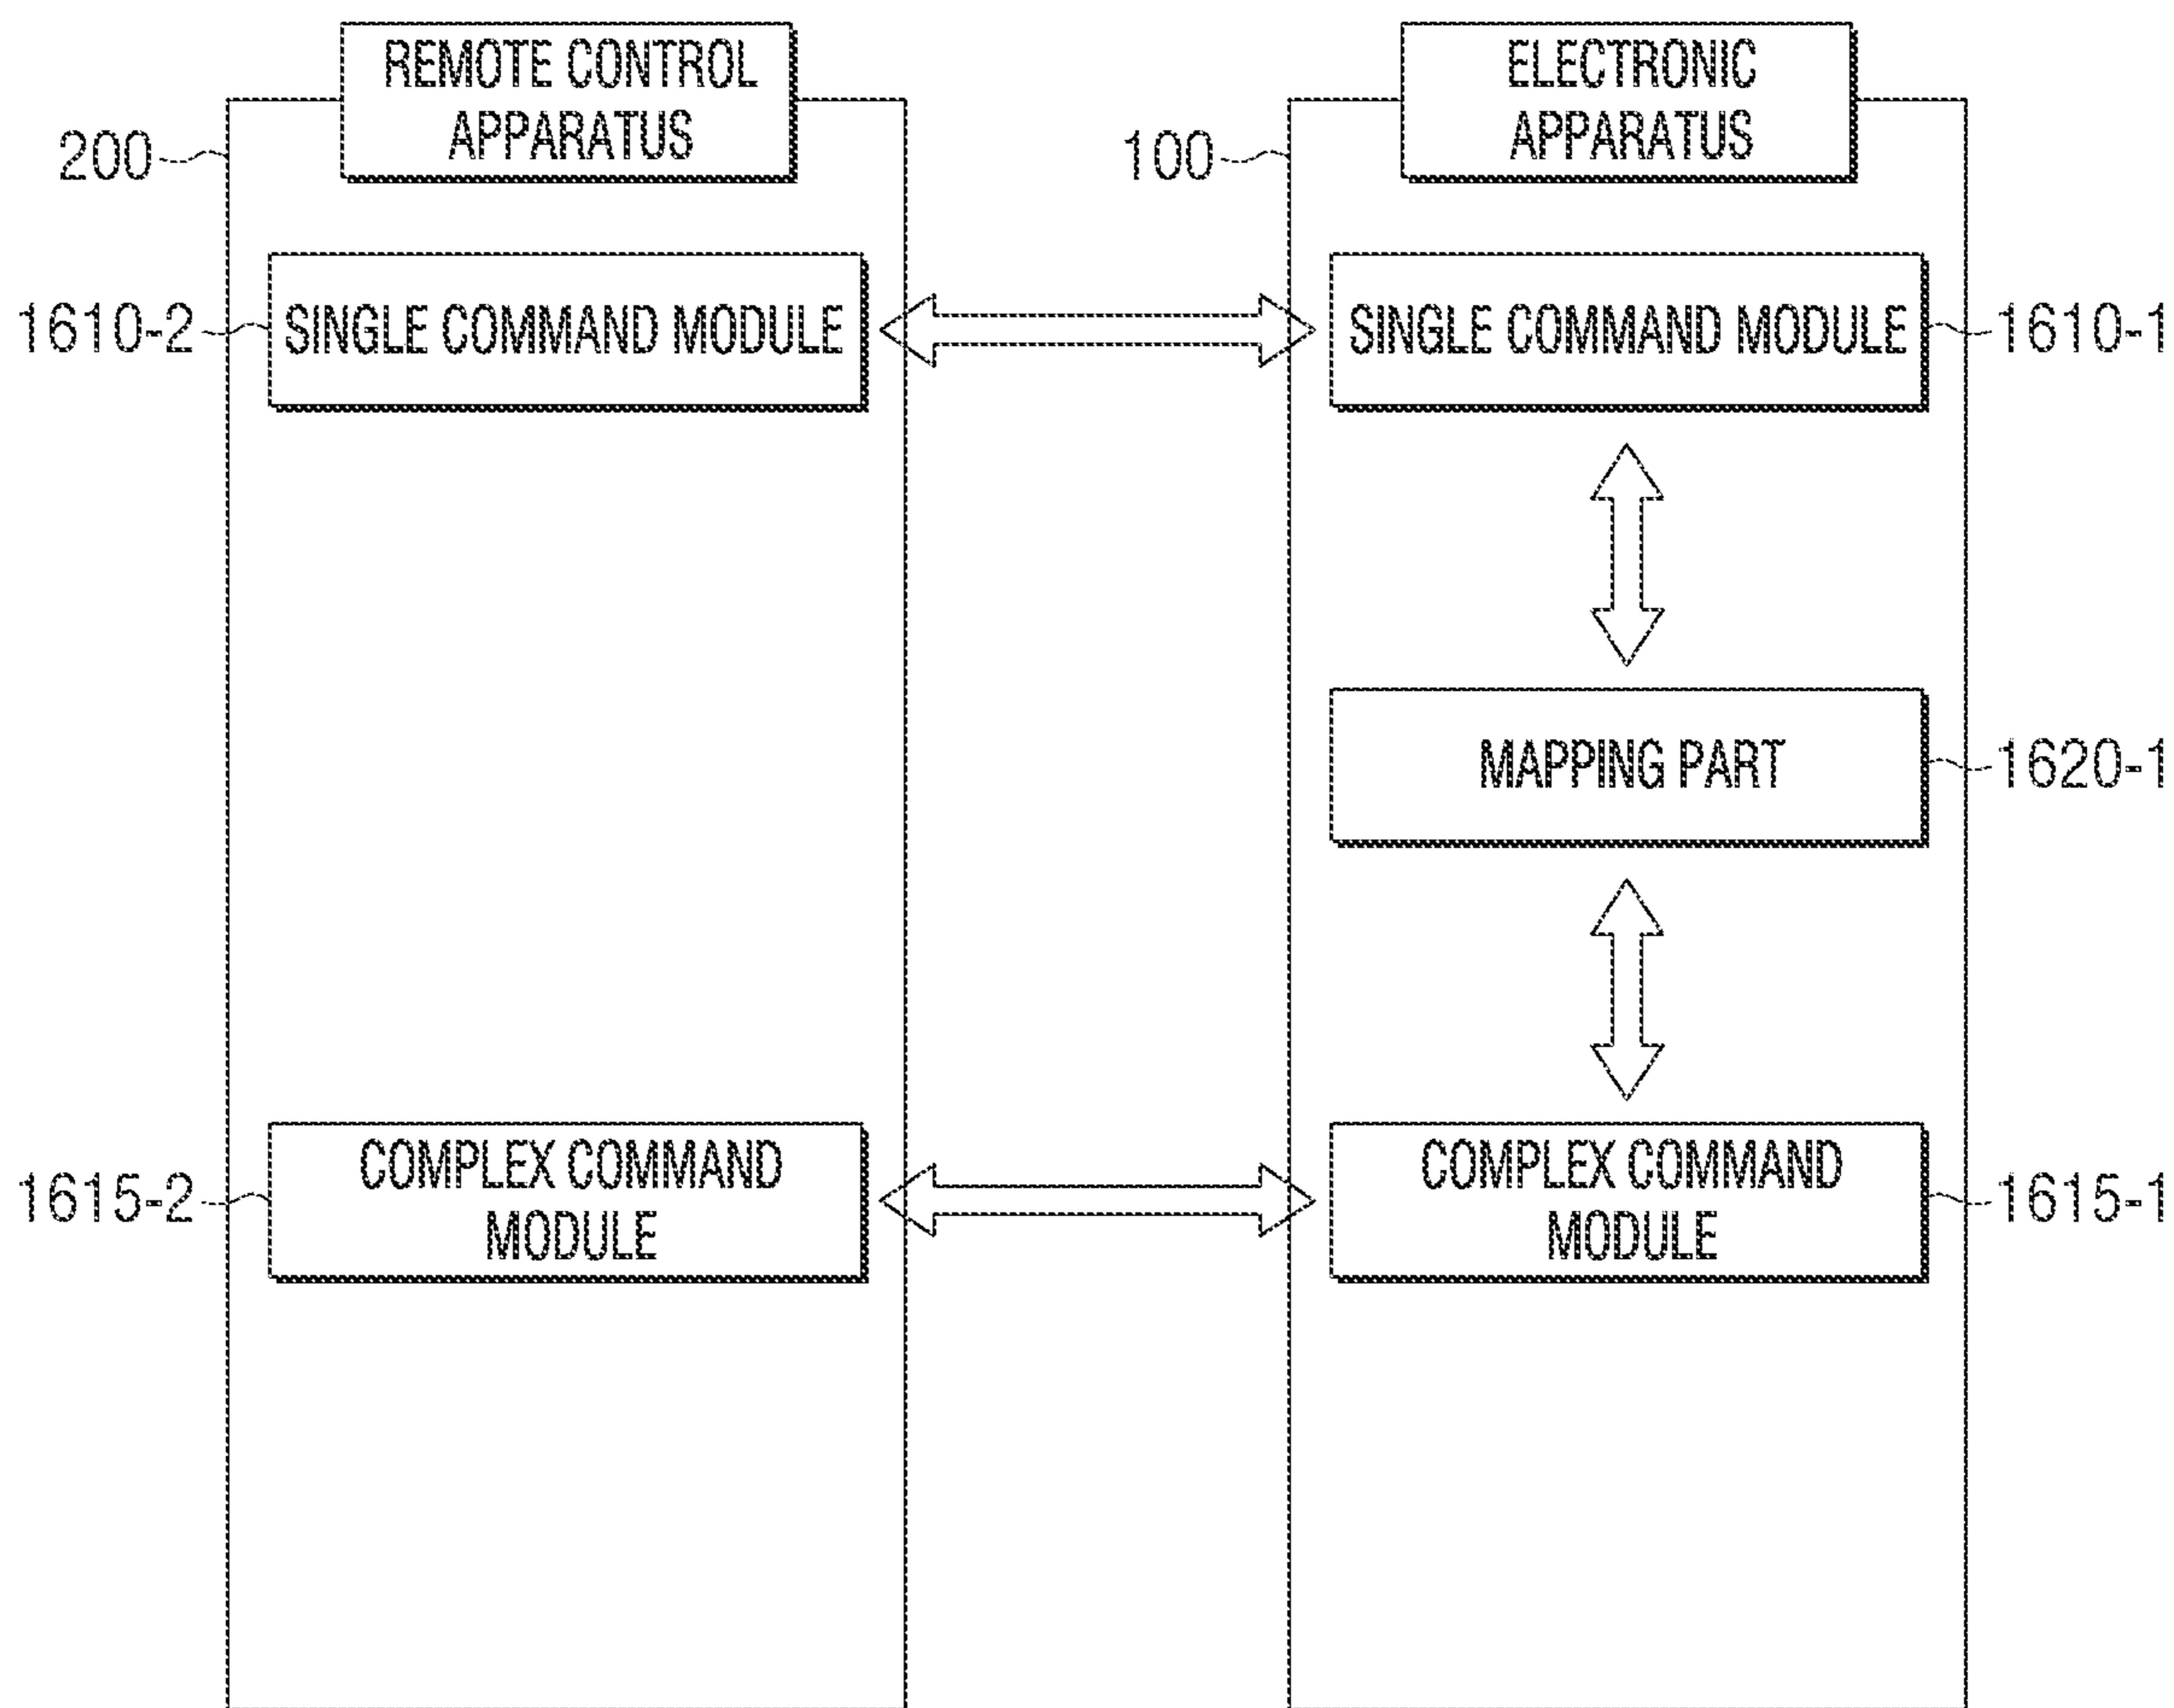 REMOTE CONTROL
APPARATUS
ELECTRONIC
APPARATUS
200
100
1610-2
SINGLE COMMAND MODULE
SINGLE COMMAND MODULE
1610-1
MAPPING PART
1620-1
1615-2
COMPLEX COMMAND
MODULE
COMPLEX COMMAND
MODULE
1615-1